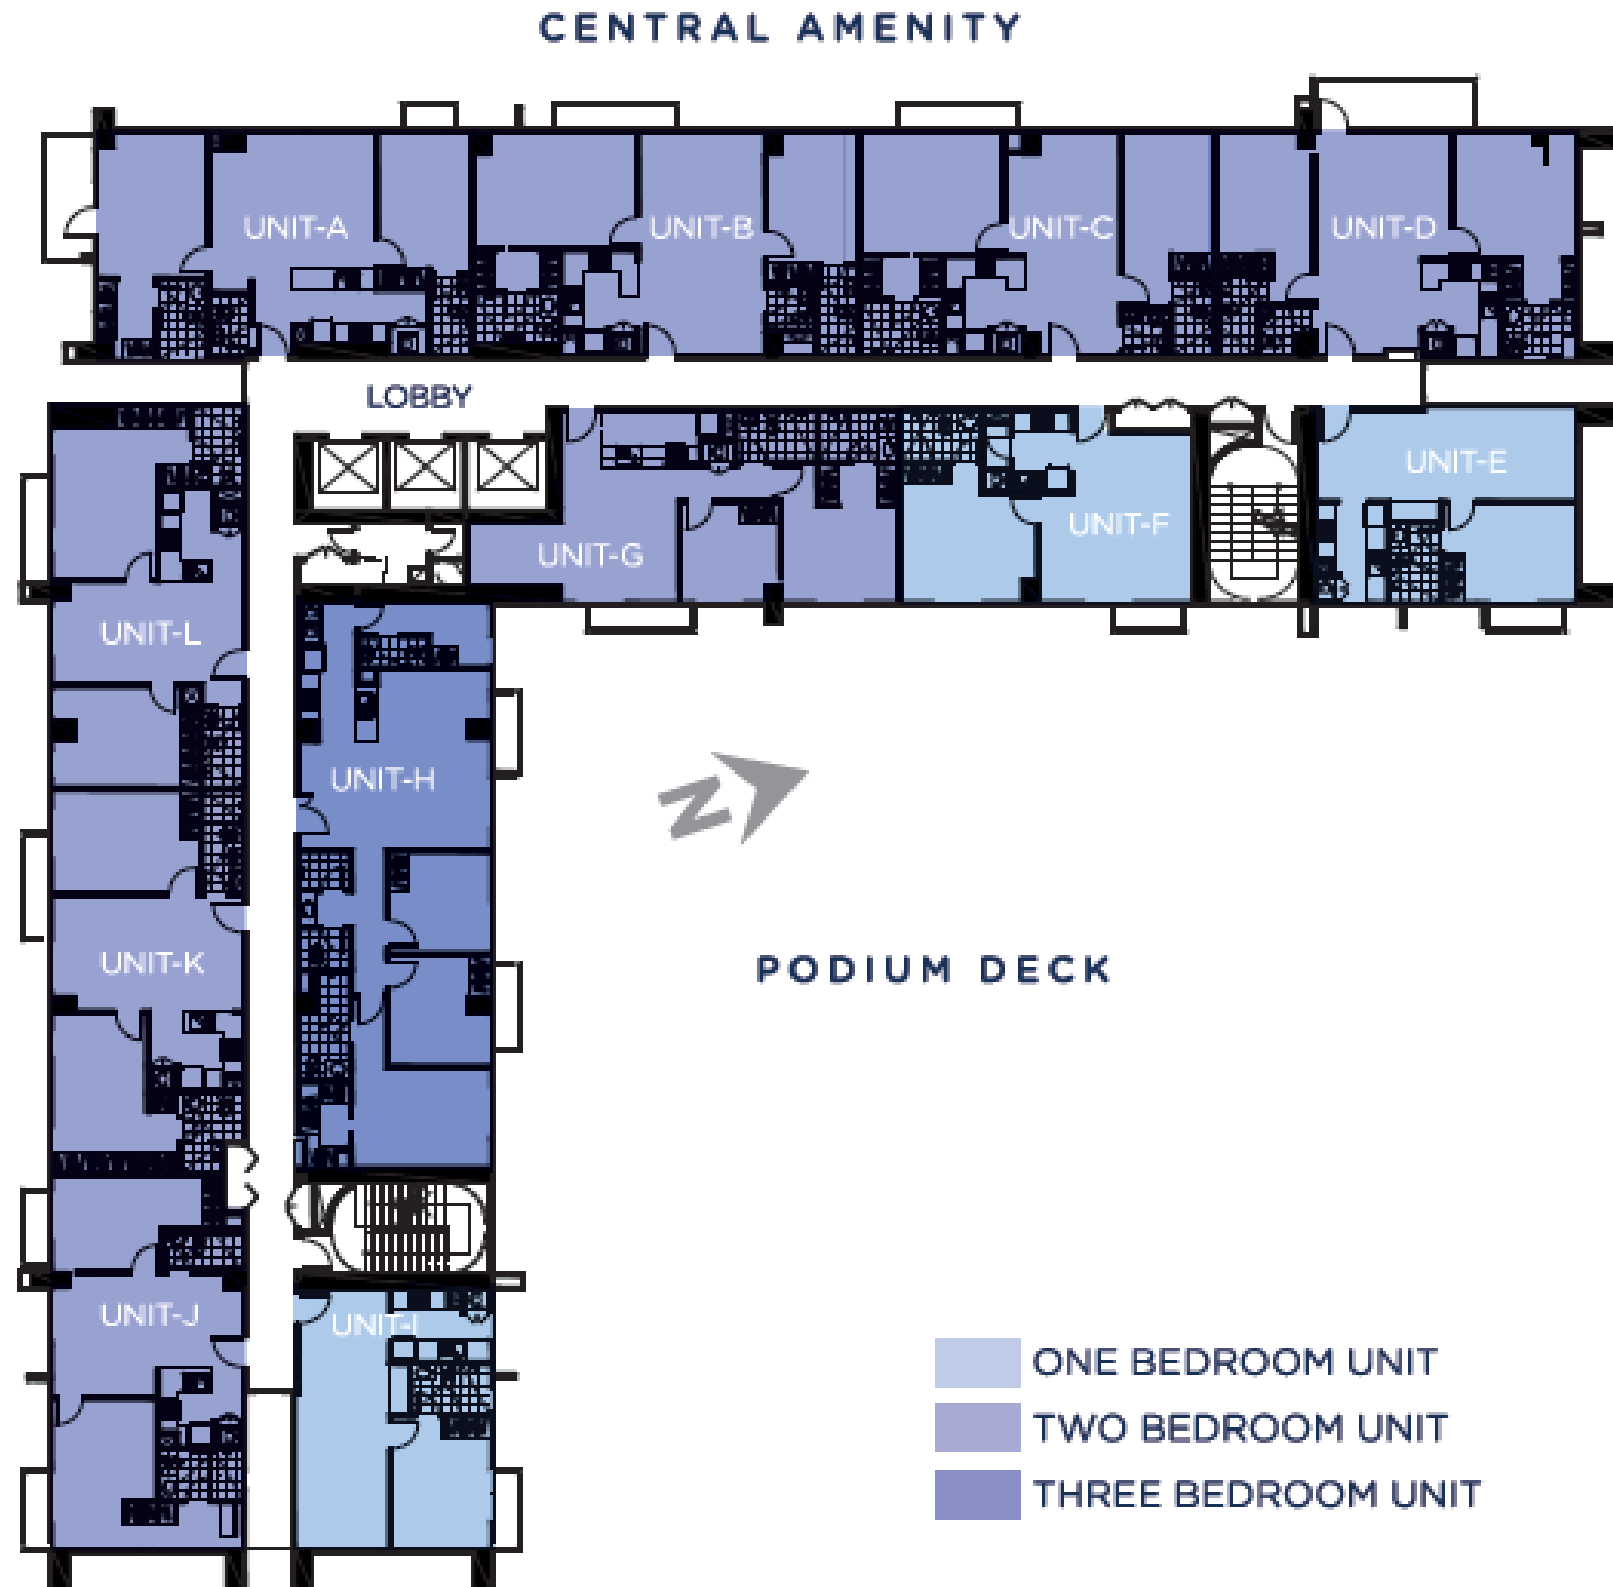 CENTRAL AMENITY
UNIT-A
UNIT-B
UNIT-C
UNIT-D
LOBBY
UNIT-E
UNIT-F
UNIT-G
UNIT-L
UNIT-H
N
UNIT-K
PODIUM DECK
UNIT-J
UNIT-I
ONE BEDROOM UNIT
TWO BEDROOM UNIT
THREE BEDROOM UNIT